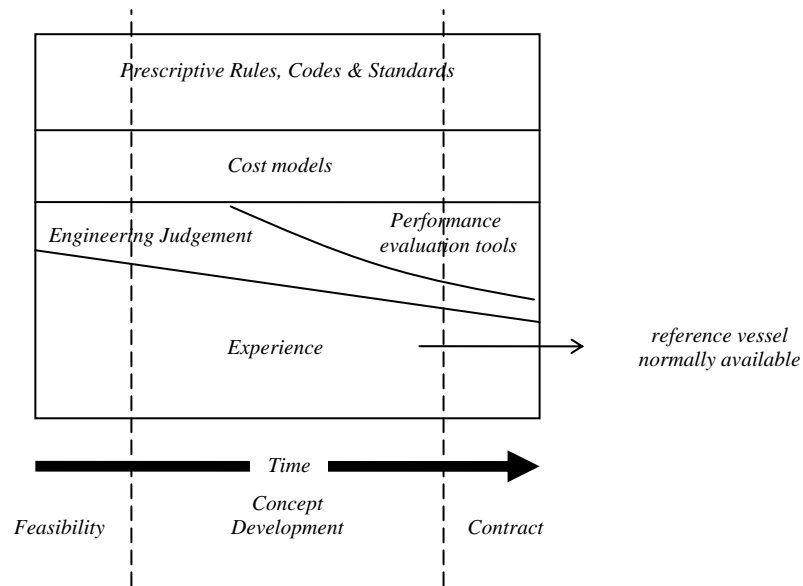 Prescriptive Rules, Codes & Standards
Cost models
Engineering Judgement
Performance
evaluation tools
Experience
reference vessel
normally available
Time
Feasibility
Concept
Development
Contract